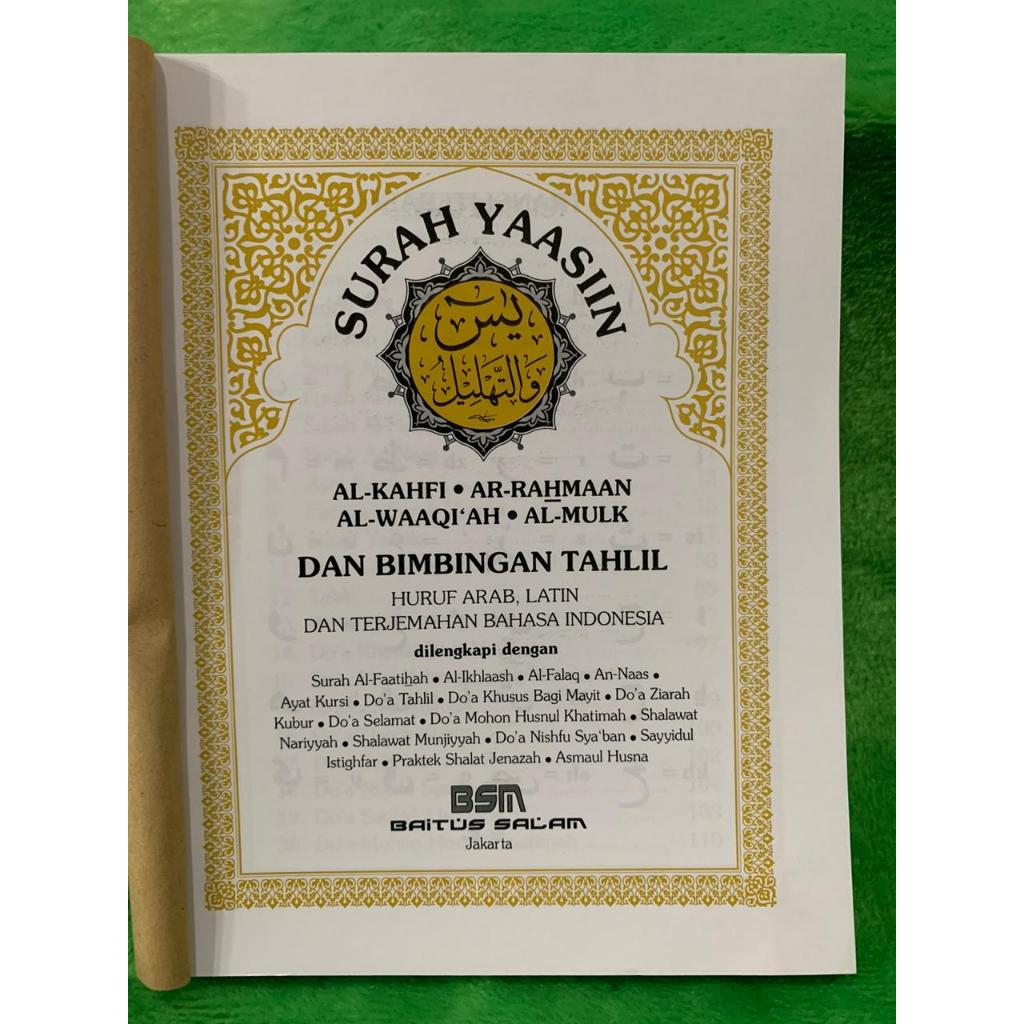 SURAH YAASIIN
يس
وَالتَّهْلِيْلُ
AL-KAHFI • AR-RAḤMAAN
AL-WAAQI‘AH • AL-MULK
DAN BIMBINGAN TAHLIL
HURUF ARAB, LATIN
DAN TERJEMAHAN BAHASA INDONESIA
dilengkapi dengan
Surah Al-Faatiḥah • Al-Ikhlaash • Al-Falaq • An-Naas •
Ayat Kursi • Do'a Tahlil • Do'a Khusus Bagi Mayit • Do'a Ziarah
Kubur • Do'a Selamat • Do'a Mohon Husnul Khatimah • Shalawat
Nariyyah • Shalawat Munjiyyah • Do'a Nishfu Sya'ban • Sayyidul
Istighfar • Praktek Shalat Jenazah • Asmaul Husna
BSM
BAITUS SALAM
Jakarta